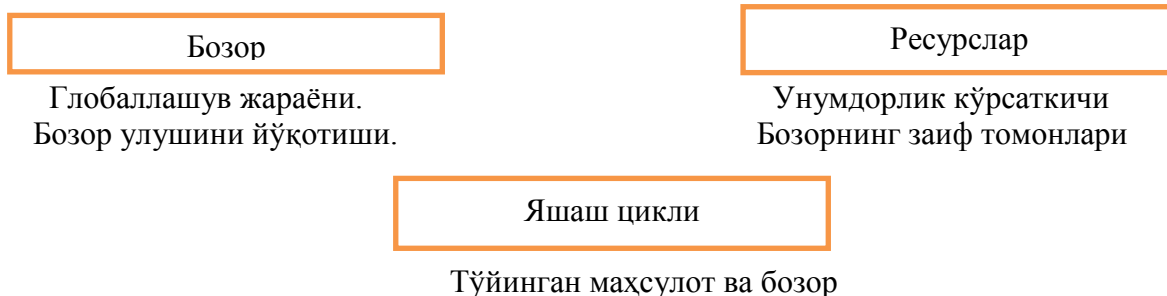 Бозор
Глобаллашув жараёни.
Бозор улушини йўқотиши.
Ресурслар
Унумдорлик кўрсаткичи
Бозорнинг заиф томонлари
Яшаш цикли
Тўйинган маҳсулот ва бозор